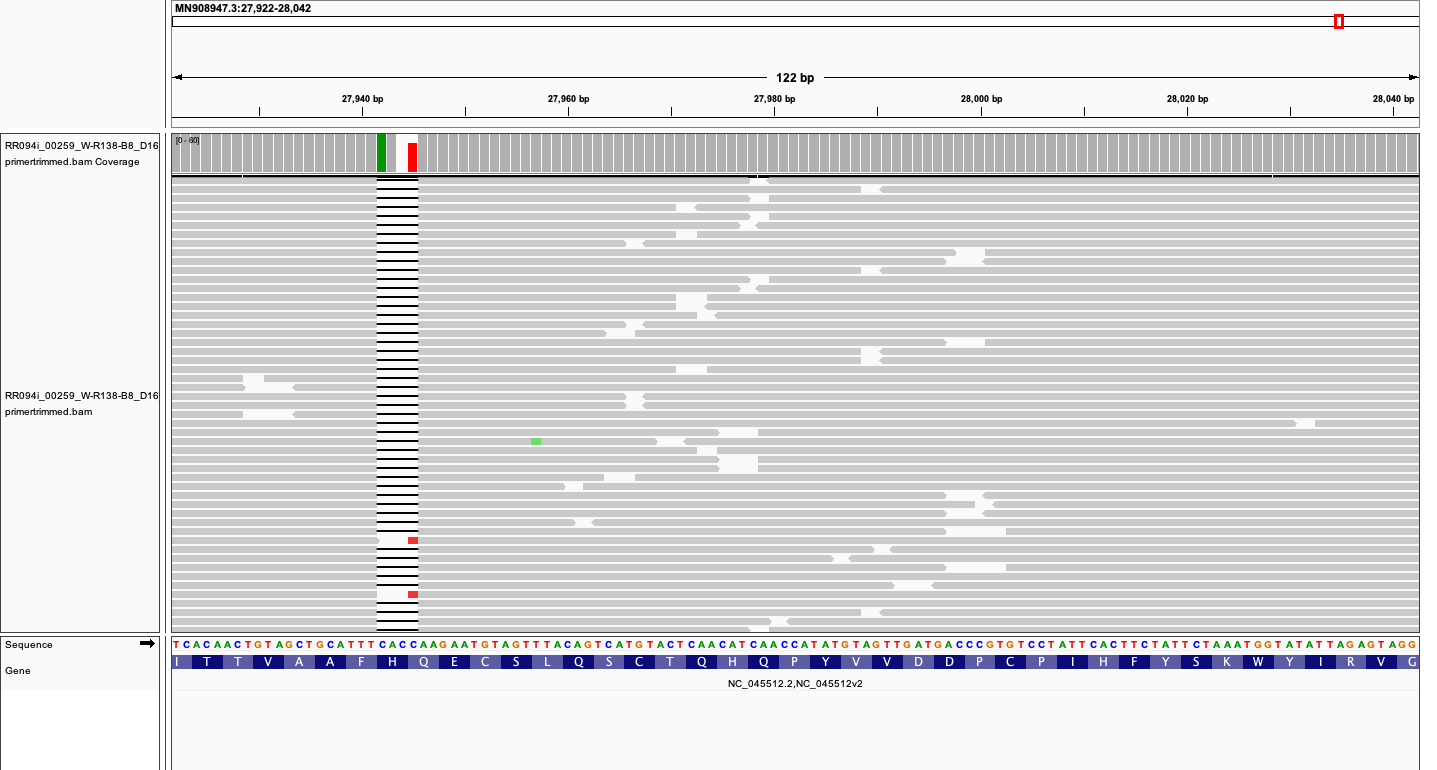 MN908947.3:27,922-28,042
122 bp
27,940 bp 27,960 bp 27,980 bp 28,000 bp 28,020 bp 28,040 bp
RR094i_00259_W-R138-B8_D16
primertrimmed.bam Coverage
[0 - 60]
RR094i_00259_W-R138-B8_D16
primertrimmed.bam
Sequence
TCACAACTGTAGCTGCATTTCACCAAGAATGTAGTTTACAGTCATGTACTCAACATCAACCATATGTAGTTGATGACCCGTGTCCTATTCACTTCTATTCTAAATGGTATATTAGAGTAGG
Gene
I T T V A A F H Q E C S L Q S C T Q H Q P Y V V D D P C P I H F Y S K W Y I R V G
NC_045512.2,NC_045512v2